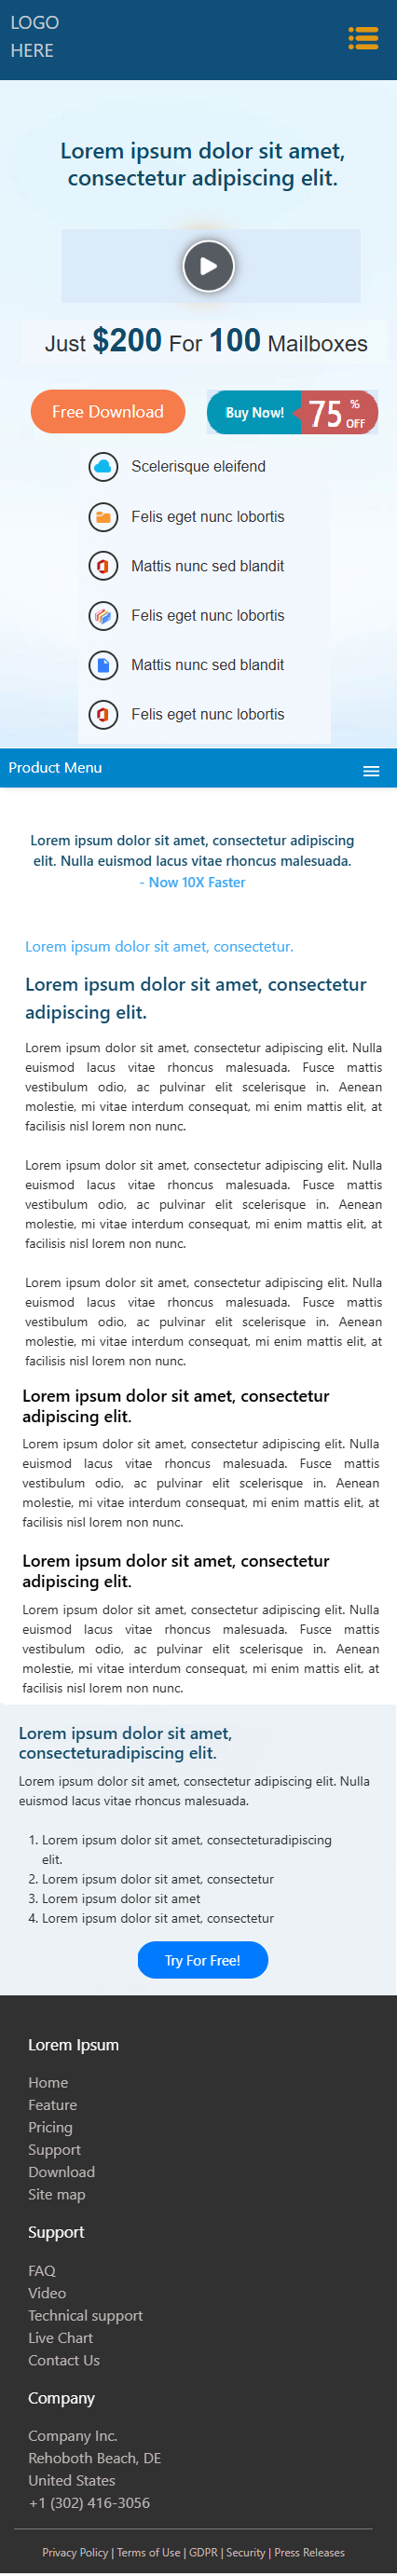 LOGO
HERE
Lorem ipsum dolor sit amet,
consectetur adipiscing elit.
Just $200 For 100 Mailboxes
Free Download
Buy Now! 75 % OFF
Scelerisque eleifend
Felis eget nunc lobortis
Mattis nunc sed blandit
Felis eget nunc lobortis
Mattis nunc sed blandit
Felis eget nunc lobortis
Product Menu
Lorem ipsum dolor sit amet, consectetur adipiscing
elit. Nulla euismod lacus vitae rhoncus malesuada.
- Now 10X Faster
Lorem ipsum dolor sit amet, consectetur.
Lorem ipsum dolor sit amet, consectetur
adipiscing elit.
Lorem ipsum dolor sit amet, consectetur adipiscing elit. Nulla
euismod lacus vitae rhoncus malesuada. Fusce mattis
vestibulum odio, ac pulvinar elit scelerisque in. Aenean
molestie, mi vitae interdum consequat, mi enim mattis elit, at
facilisis nisl lorem non nunc.
Lorem ipsum dolor sit amet, consectetur adipiscing elit. Nulla
euismod lacus vitae rhoncus malesuada. Fusce mattis
vestibulum odio, ac pulvinar elit scelerisque in. Aenean
molestie, mi vitae interdum consequat, mi enim mattis elit, at
facilisis nisl lorem non nunc.
Lorem ipsum dolor sit amet, consectetur adipiscing elit. Nulla
euismod lacus vitae rhoncus malesuada. Fusce mattis
vestibulum odio, ac pulvinar elit scelerisque in. Aenean
molestie, mi vitae interdum consequat, mi enim mattis elit, at
facilisis nisl lorem non nunc.
Lorem ipsum dolor sit amet, consectetur
adipiscing elit.
Lorem ipsum dolor sit amet, consectetur adipiscing elit. Nulla
euismod lacus vitae rhoncus malesuada. Fusce mattis
vestibulum odio, ac pulvinar elit scelerisque in. Aenean
molestie, mi vitae interdum consequat, mi enim mattis elit, at
facilisis nisl lorem non nunc.
Lorem ipsum dolor sit amet, consectetur
adipiscing elit.
Lorem ipsum dolor sit amet, consectetur adipiscing elit. Nulla
euismod lacus vitae rhoncus malesuada. Fusce mattis
vestibulum odio, ac pulvinar elit scelerisque in. Aenean
molestie, mi vitae interdum consequat, mi enim mattis elit, at
facilisis nisl lorem non nunc.
Lorem ipsum dolor sit amet,
consecteturadipiscing elit.
Lorem ipsum dolor sit amet, consectetur adipiscing elit. Nulla
euismod lacus vitae rhoncus malesuada.
1. Lorem ipsum dolor sit amet, consecteturadipiscing
elit.
2. Lorem ipsum dolor sit amet, consectetur
3. Lorem ipsum dolor sit amet
4. Lorem ipsum dolor sit amet, consectetur
Try For Free!
Lorem Ipsum
Home
Feature
Pricing
Support
Download
Site map
Support
FAQ
Video
Technical support
Live Chart
Contact Us
Company
Company Inc.
Rehoboth Beach, DE
United States
+1 (302) 416-3056
Privacy Policy | Terms of Use | GDPR | Security | Press Releases